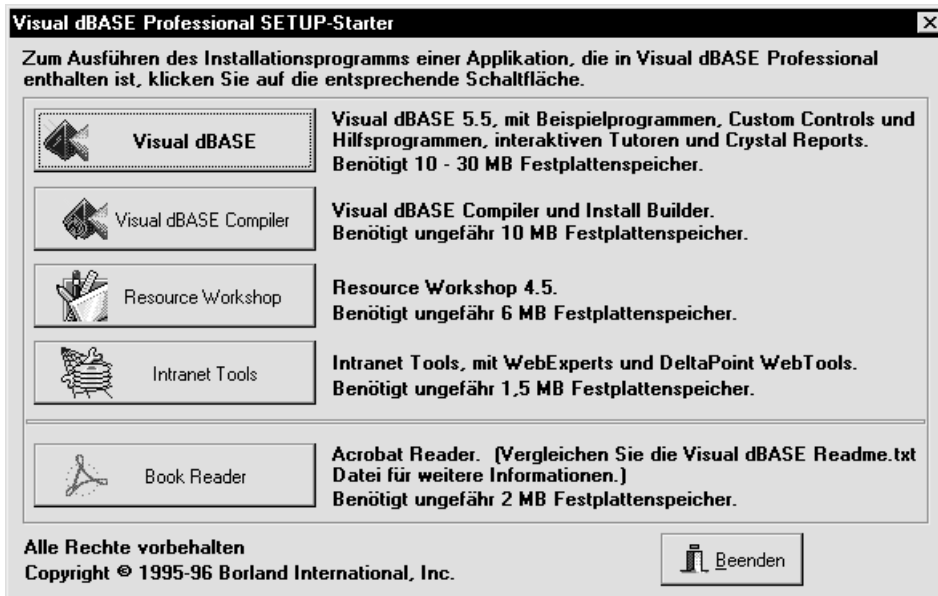 Visual dBASE Professional SETUP-Starter
Zum Ausführen des Installationsprogramms einer Applikation, die in Visual dBASE Professional
enthalten ist, klicken Sie auf die entsprechende Schaltfläche.
Visual dBASE
Visual dBASE 5.5, mit Beispielprogrammen, Custom Controls und
Hilfsprogrammen, interaktiven Tutoren und Crystal Reports.
Benötigt 10 - 30 MB Festplattenspeicher.
Visual dBASE Compiler
Visual dBASE Compiler und Install Builder.
Benötigt ungefähr 10 MB Festplattenspeicher.
Resource Workshop
Resource Workshop 4.5.
Benötigt ungefähr 6 MB Festplattenspeicher.
Intranet Tools
Intranet Tools, mit WebExperts und DeltaPoint WebTools.
Benötigt ungefähr 1,5 MB Festplattenspeicher.
Book Reader
Acrobat Reader. (Vergleichen Sie die Visual dBASE Readme.txt
Datei für weitere Informationen.)
Benötigt ungefähr 2 MB Festplattenspeicher.
Alle Rechte vorbehalten
Copyright © 1995-96 Borland International, Inc.
Beenden